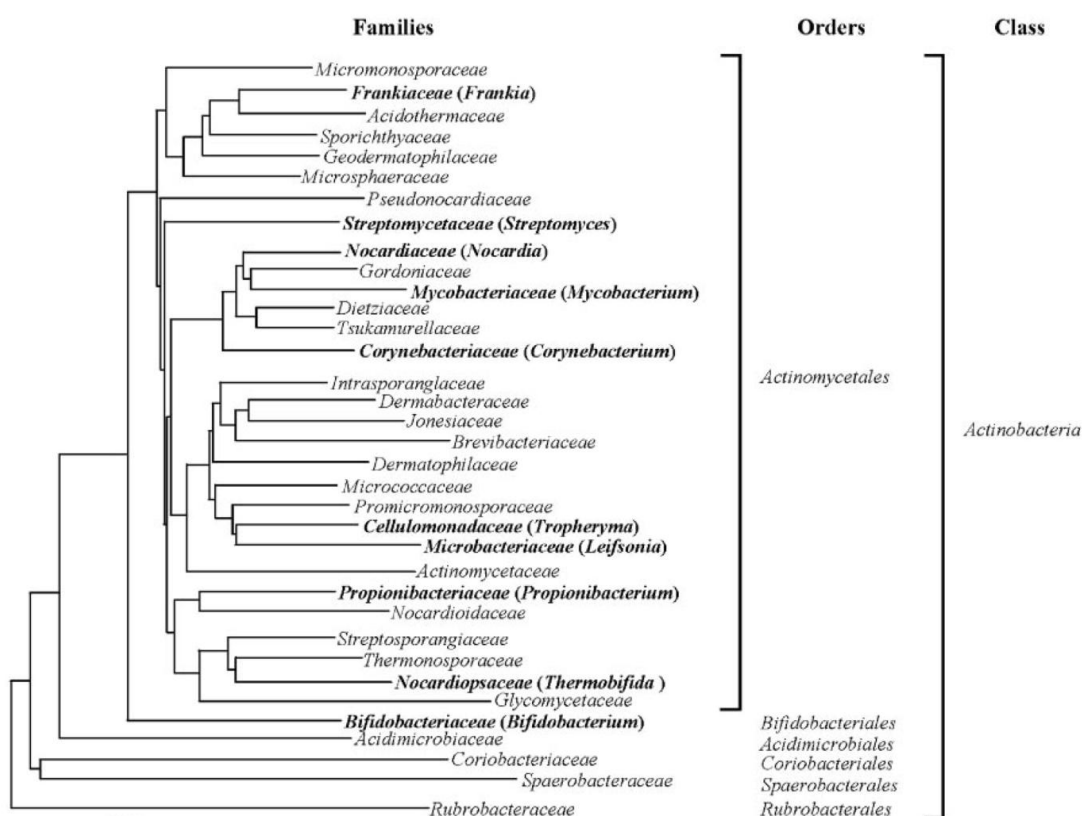 Families Orders Class
Micromonosporaceae
Frankiaceae (Frankia)
Acidothermaceae
Sporichthyaceae
Geodermatophilaceae
Microsphaeraceae
Pseudonocardiaceae
Streptomycetaceae (Streptomyces)
Nocardiaceae (Nocardia)
Gordoniaceae
Mycobacteriaceae (Mycobacterium)
Dietziaceae
Tsukamurellaceae
Corynebacteriaceae (Corynebacterium)
Actinomycetales
Intrasporanglaceae
Dermabacteraceae
Jonesiaceae
Actinobacteria
Brevibacteriaceae
Dermatophilaceae
Micrococcaceae
Promicromonosporaceae
Cellulomonadaceae (Tropheryma)
Microbacteriaceae (Leifsonia)
Actinomycetaceae
Propionibacteriaceae (Propionibacterium)
Nocardioidaceae
Streptosporangiaceae
Thermonosporaceae
Nocardiopsaceae (Thermobifida )
Glycomycetaceae
Bifidobacteriaceae (Bifidobacterium) Bifidobacteriales
Acidimicrobiaceae Acidimicrobiales
Coriobacteriaceae Coriobacteriales
Spaerobacteraceae Spaerobacterales
Rubrobacteraceae Rubrobacterales